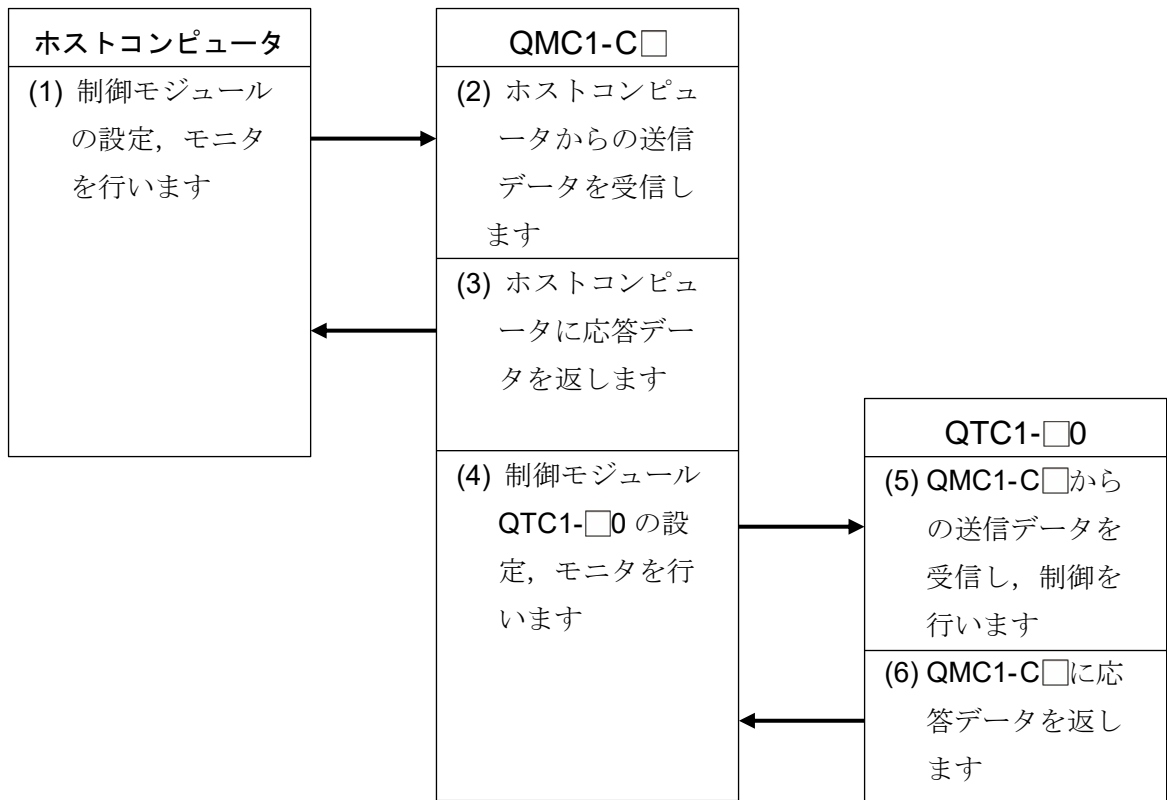 ホストコンピュータ
(1) 制御モジュール
の設定，モニタ
を行います
QMC1-C□
(2) ホストコンピュ
ータからの送信
データを受信し
ます
(3) ホストコンピュ
ータに応答デー
タを返します
(4) 制御モジュール
QTC1-□0 の設
定，モニタを行
います
QTC1-□0
(5) QMC1-C□から
の送信データを
受信し，制御を
行います
(6) QMC1-C□に応
答データを返し
ます